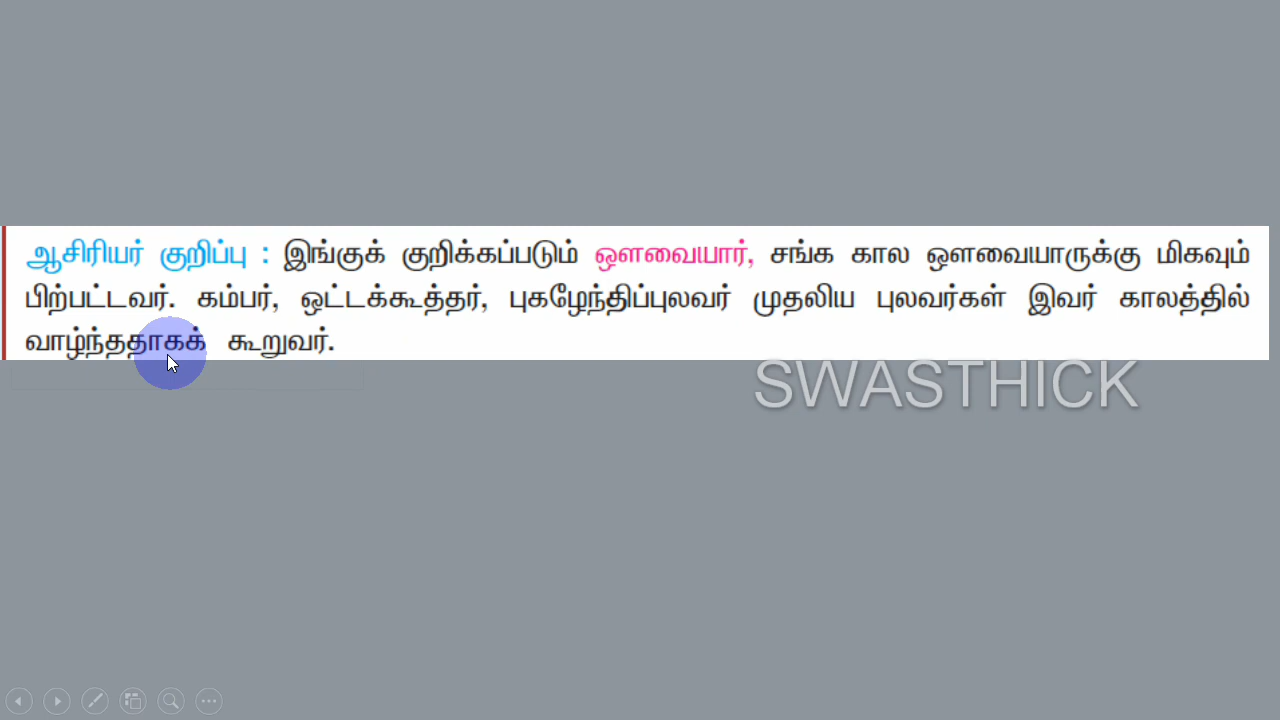 ஆசிரியர் குறிப்பு : இங்குக் குறிக்கப்படும் ஔவையார், சங்க கால ஔவையாருக்கு மிகவும்
பிற்பட்டவர். கம்பர், ஒட்டக்கூத்தர், புகழேந்திப்புலவர் முதலிய புலவர்கள் இவர் காலத்தில்
வாழ்ந்ததாகக் கூறுவர்.
SWASTHICK